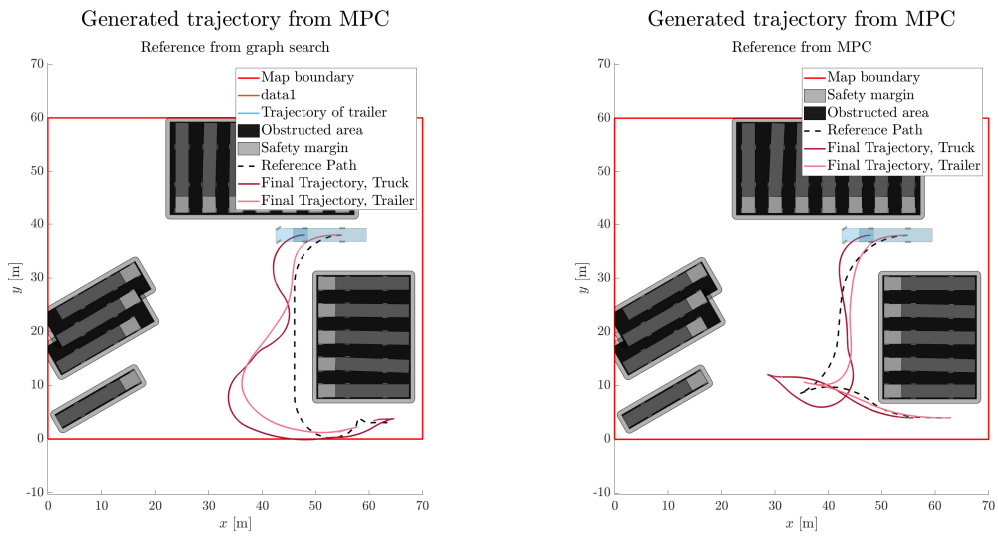 Generated trajectory from MPC
Reference from graph search
70
60
50
40
30
20
10
0
-10
y [m]
0 10 20 30 40 50 60 70
x [m]
Map boundary
data1
Trajectory of trailer
Obstructed area
Safety margin
Reference Path
Final Trajectory, Truck
Final Trajectory, Trailer
Generated trajectory from MPC
Reference from MPC
70
60
50
40
30
20
10
0
-10
y [m]
0 10 20 30 40 50 60 70
x [m]
Map boundary
Safety margin
Obstructed area
Reference Path
Final Trajectory, Truck
Final Trajectory, Trailer